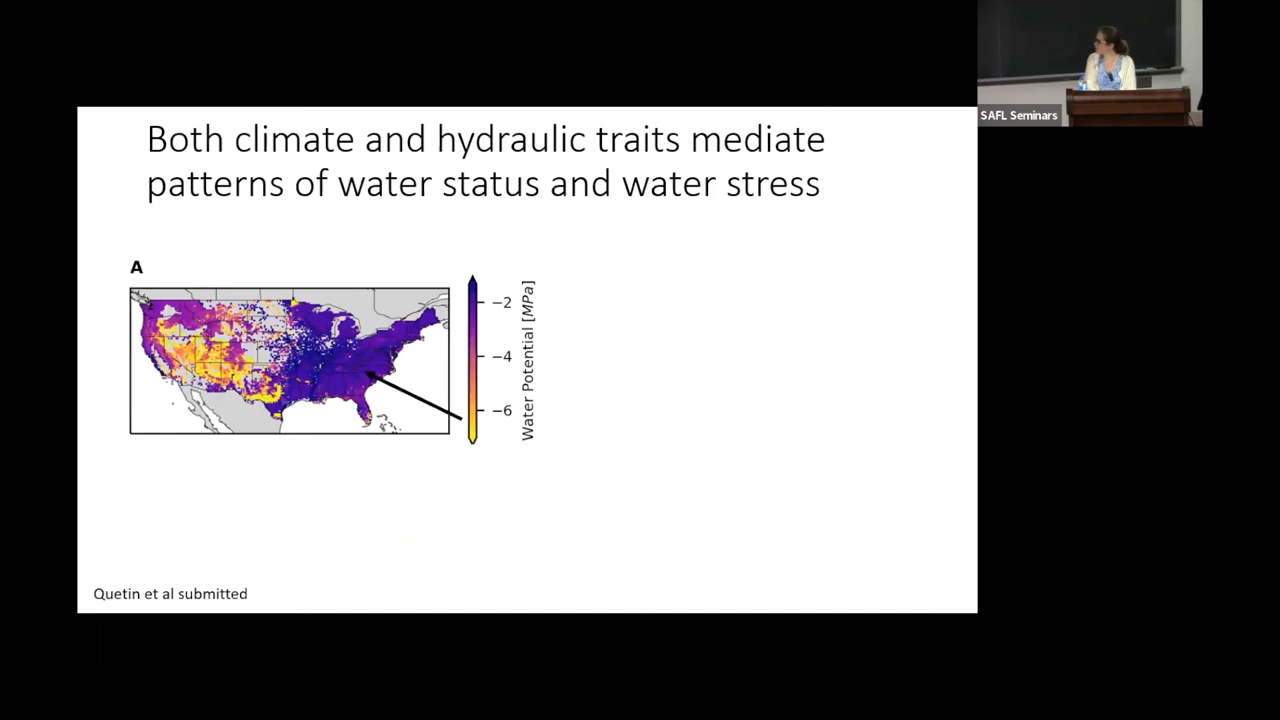 SAFL Seminars
Both climate and hydraulic traits mediate
patterns of water status and water stress
A
−2
−4
−6
Water Potential [MPa]
Quetin et al submitted